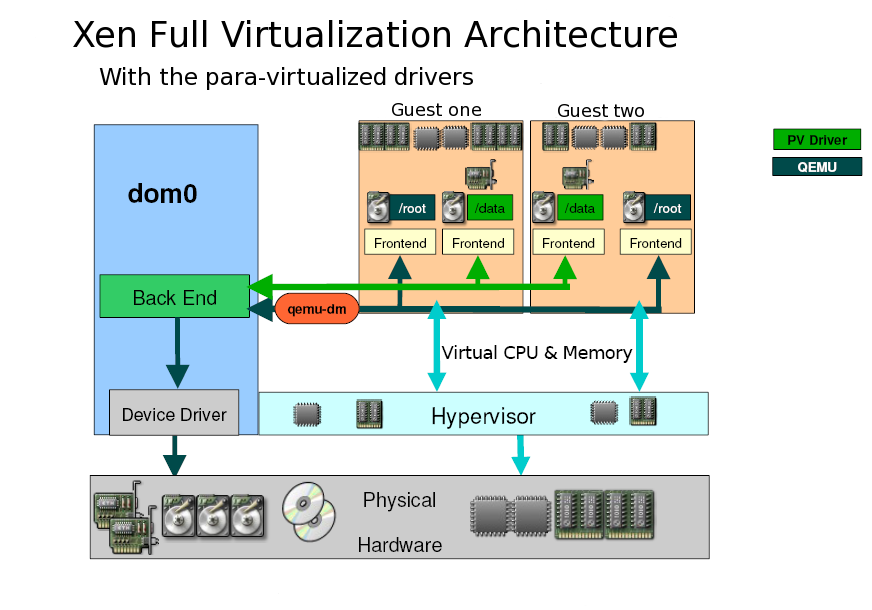 Xen Full Virtualization Architecture
With the para-virtualized drivers
Guest one
Guest two
PV Driver
QEMU
dom0
/root
/data
/data
/root
Frontend
Frontend
Frontend
Frontend
Back End
qemu-dm
Virtual CPU & Memory
Device Driver
Hypervisor
Physical
Hardware